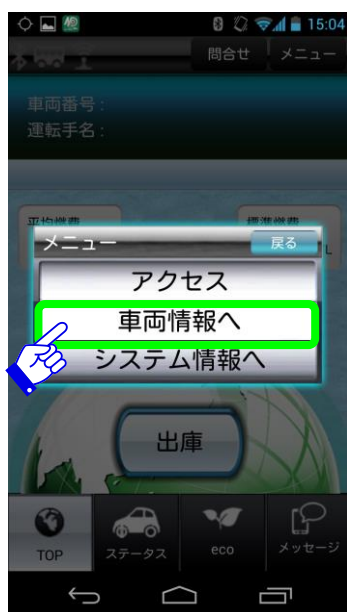 15:04
問合せ
メニュー
車両番号:
運転手名:
平均燃費
標準燃費
L
メニュー
戻る
アクセス
車両情報へ
システム情報へ
出庫
TOP
ステータス
eco
メッセージ